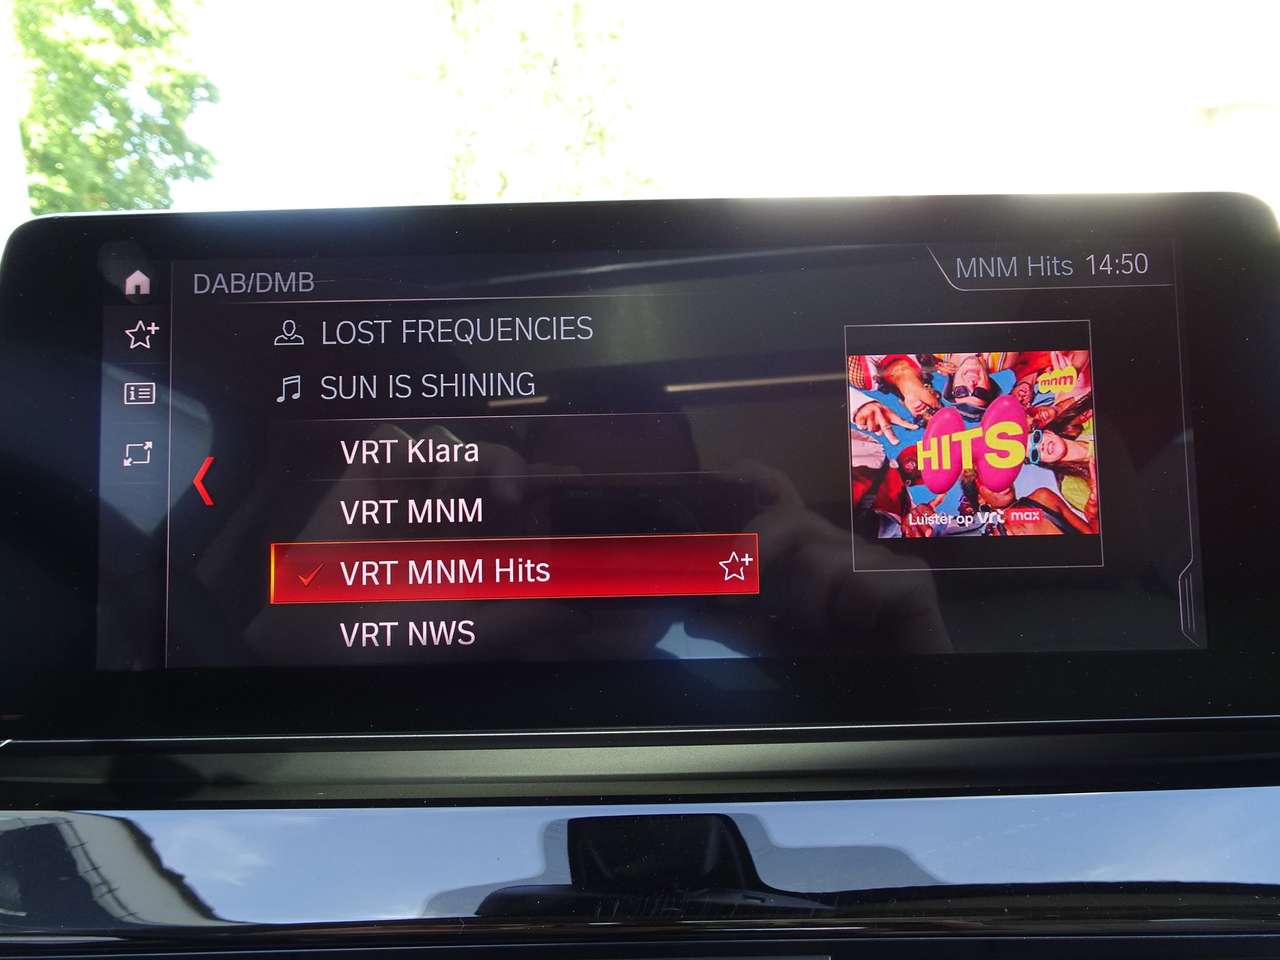 DAB/DMB
MNM Hits 14:50
LOST FREQUENCIES
SUN IS SHINING
VRT Klara
VRT MNM
VRT MNM Hits
VRT NWS
mnm
HITS
Luister op vrt max